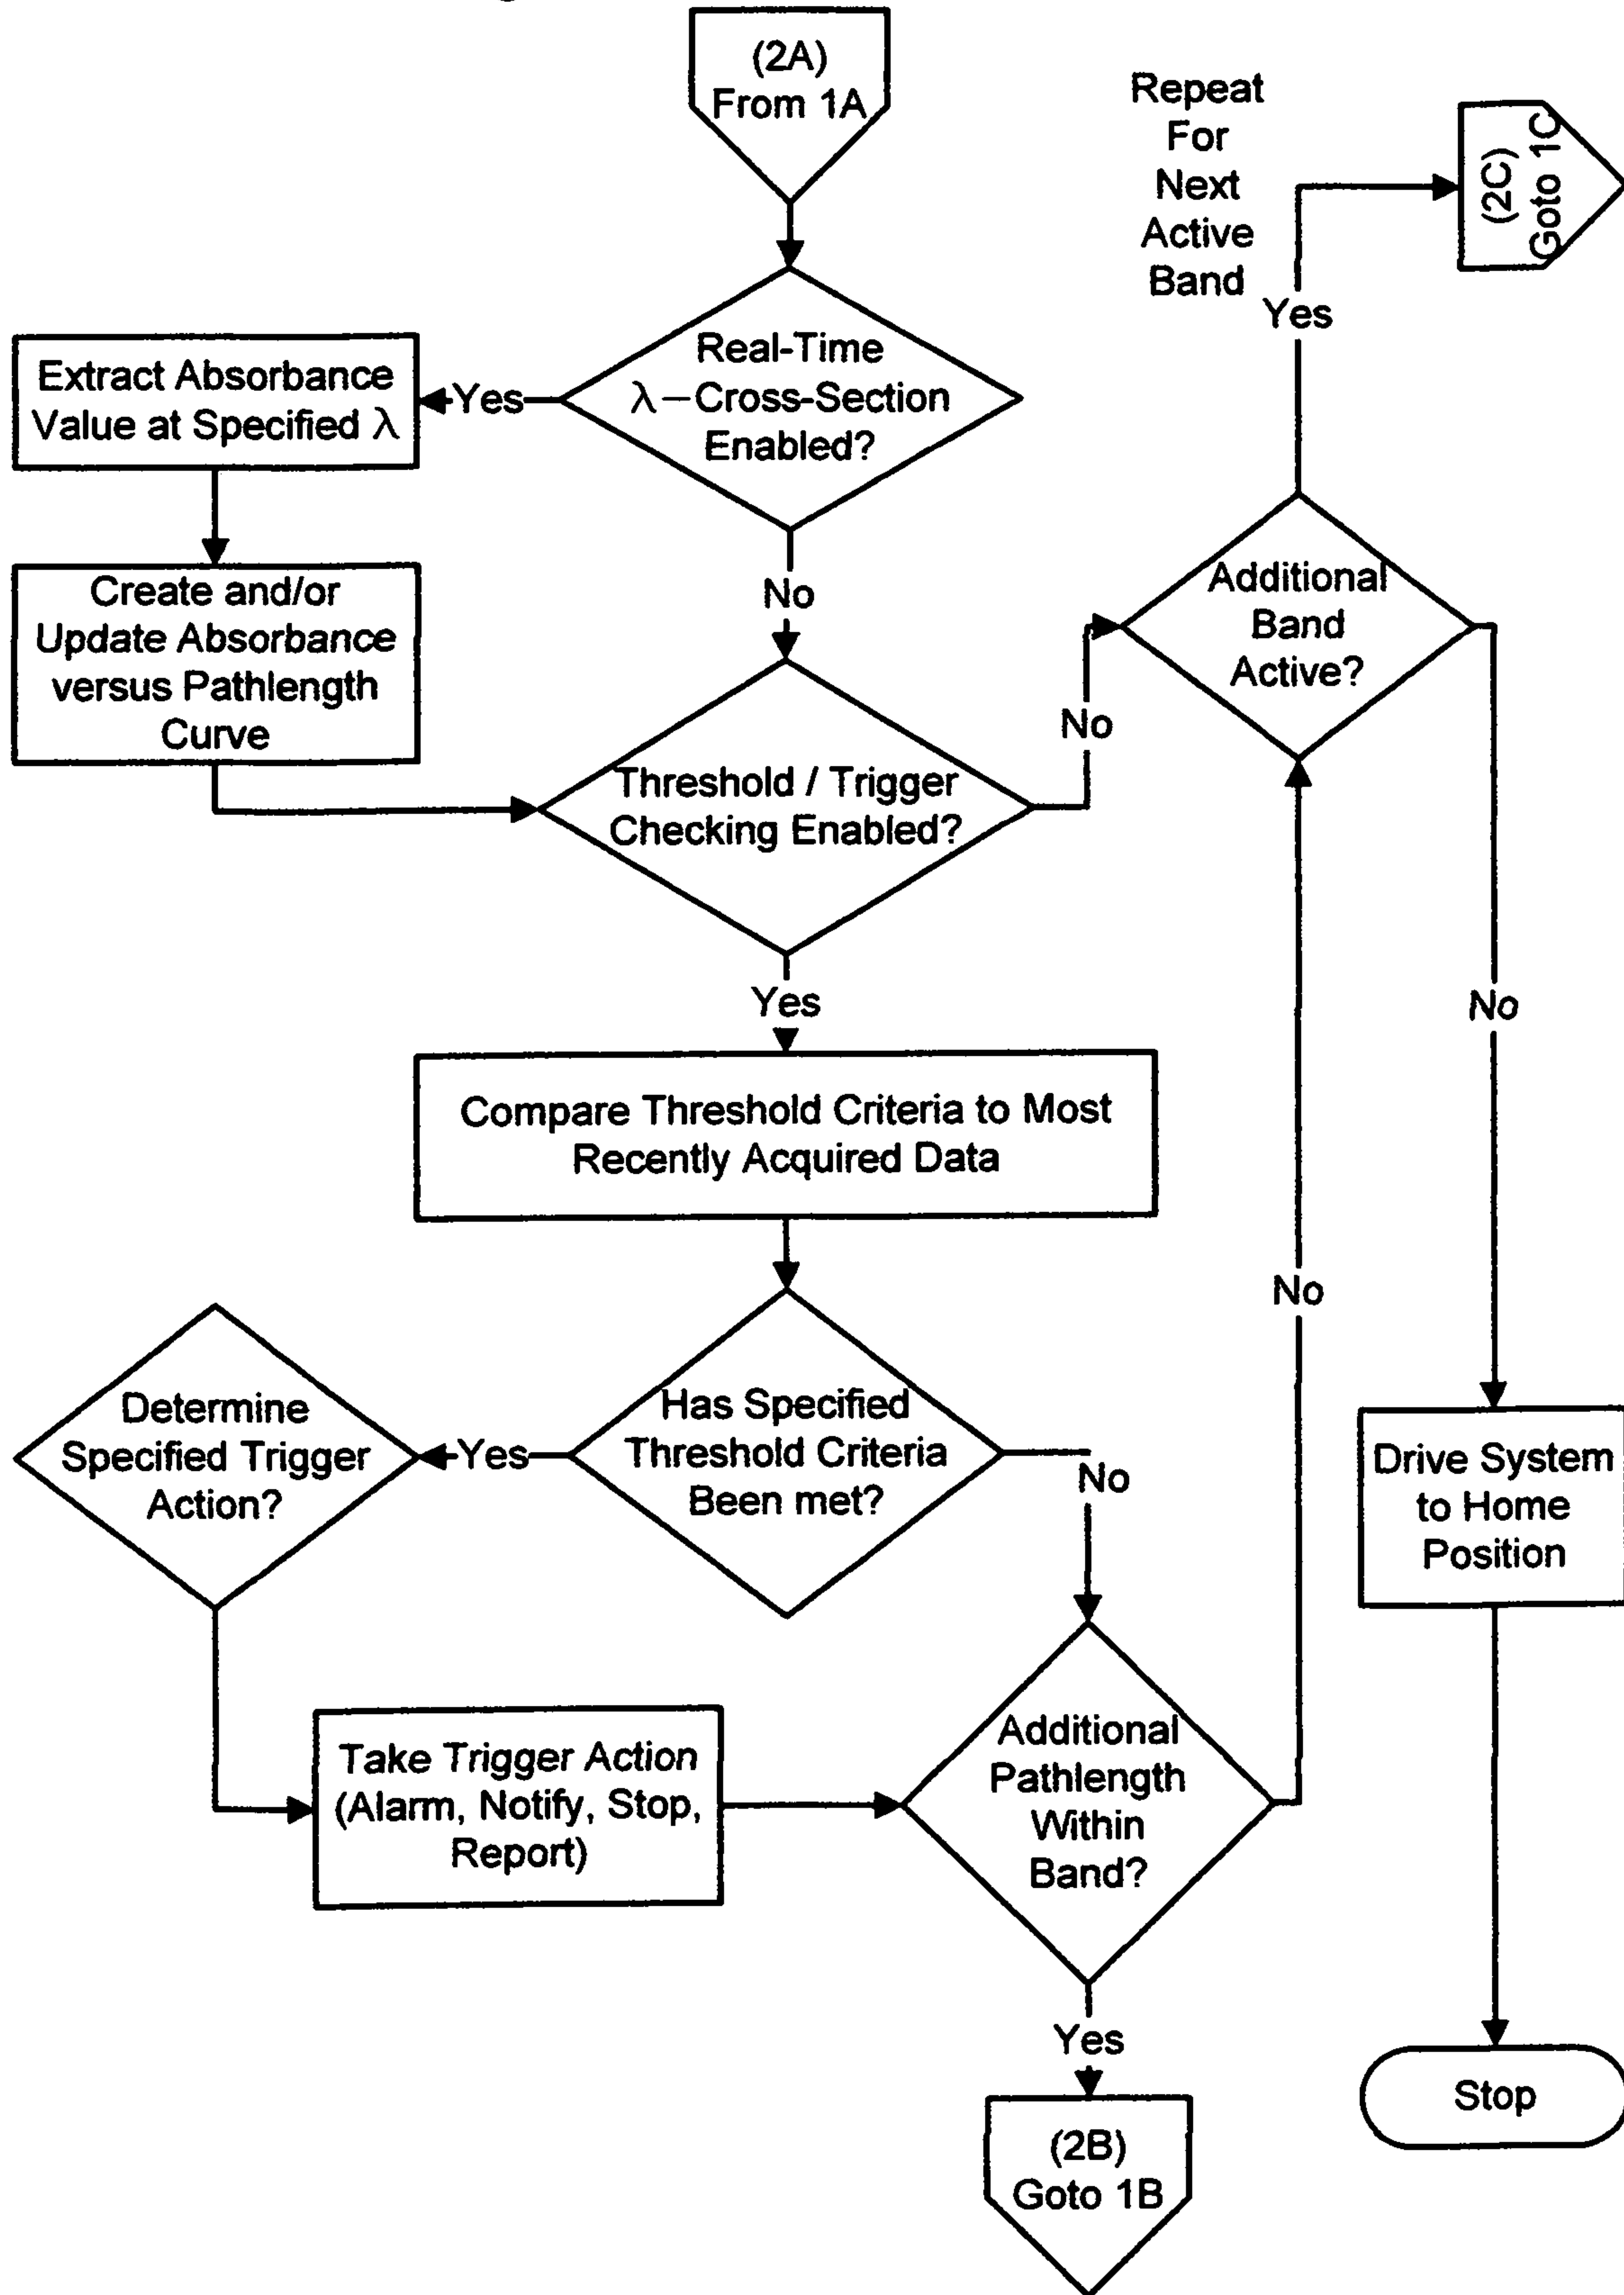 (2A)
From 1A
Repeat
For
Next
Active
Band
(2C)
Goto 1C
Yes
Real-Time
λ–Cross-Section
Enabled?
Yes
Extract Absorbance
Value at Specified λ
No
Create and/or
Update Absorbance
versus Pathlength
Curve
Additional
Band
Active?
No
Threshold / Trigger
Checking Enabled?
Yes
No
Compare Threshold Criteria to Most
Recently Acquired Data
No
Has Specified
Threshold Criteria
Been met?
Yes
Determine
Specified Trigger
Action?
No
Drive System
to Home
Position
Take Trigger Action
(Alarm, Notify, Stop,
Report)
Additional
Pathlength
Within
Band?
Yes
(2B)
Goto 1B
Stop